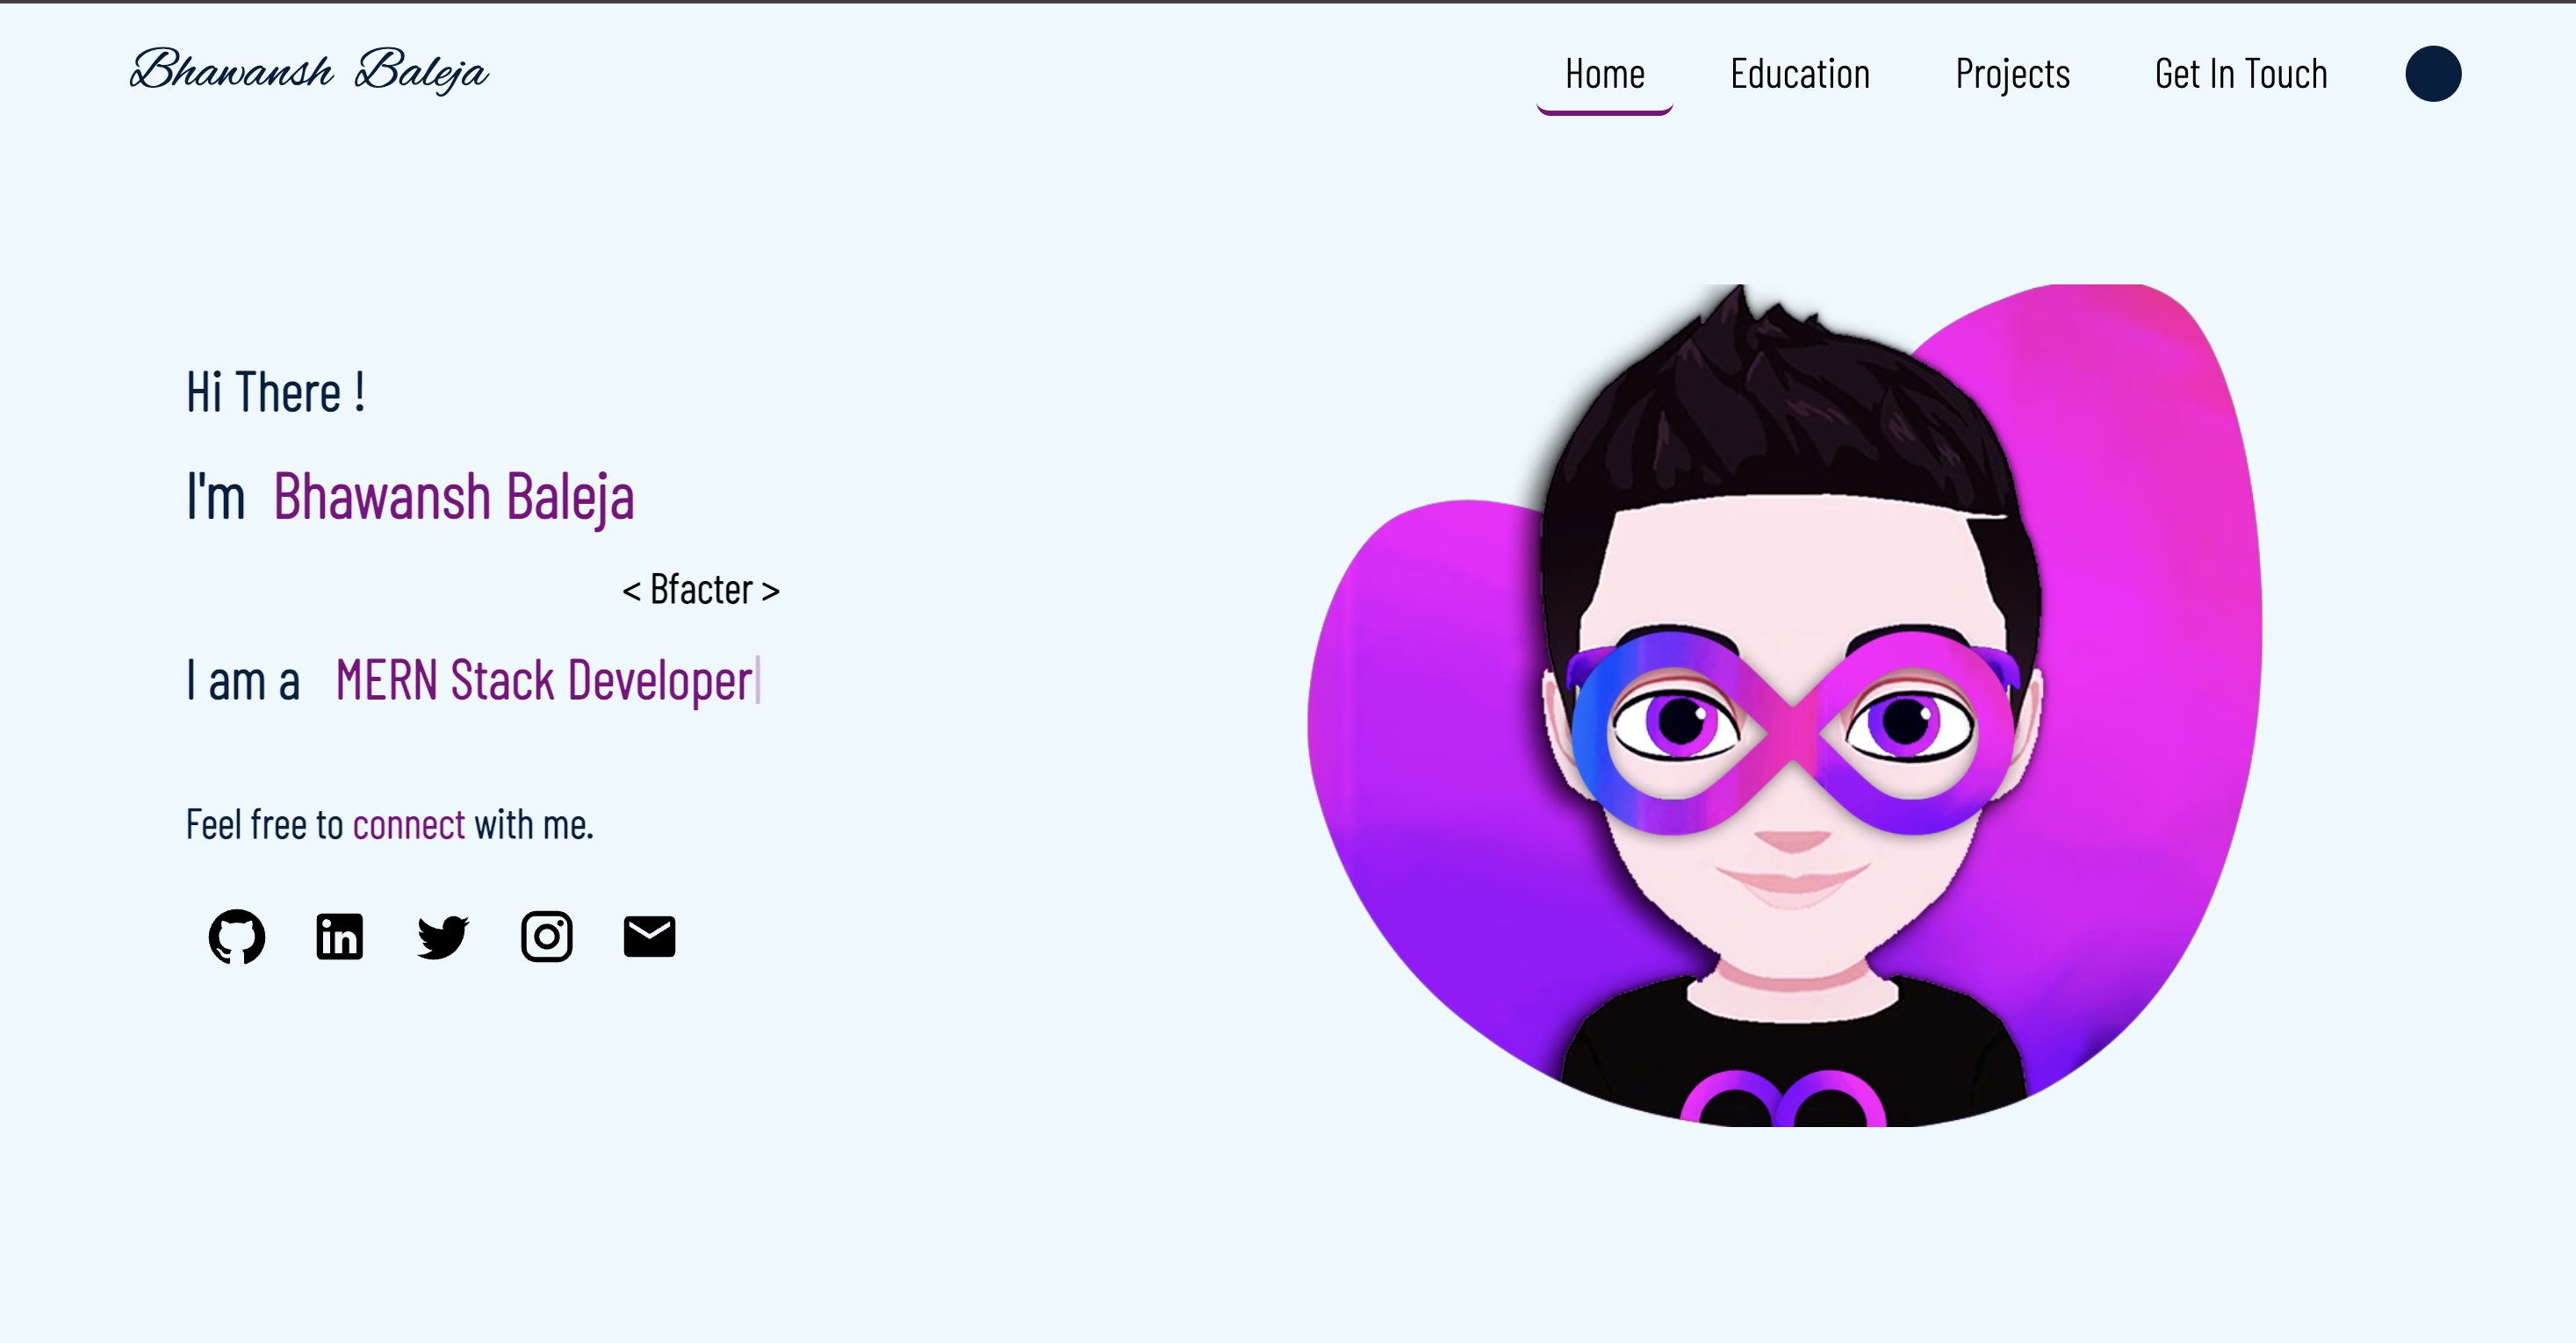 Bhawansh Baleja
Home Education Projects Get In Touch
Hi There !
I'm Bhawansh Baleja
< Bfacter >
I am a MERN Stack Developer
Feel free to connect with me.
in